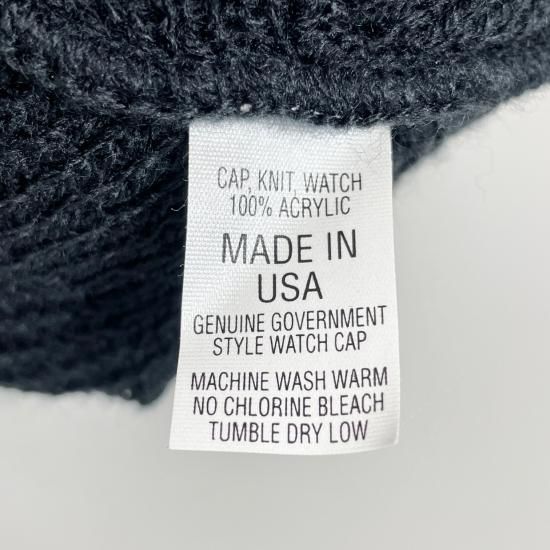 CAP, KNIT, WATCH
100% ACRYLIC
MADE IN
USA
GENUINE GOVERNMENT
STYLE WATCH CAP
MACHINE WASH WARM
NO CHLORINE BLEACH
TUMBLE DRY LOW